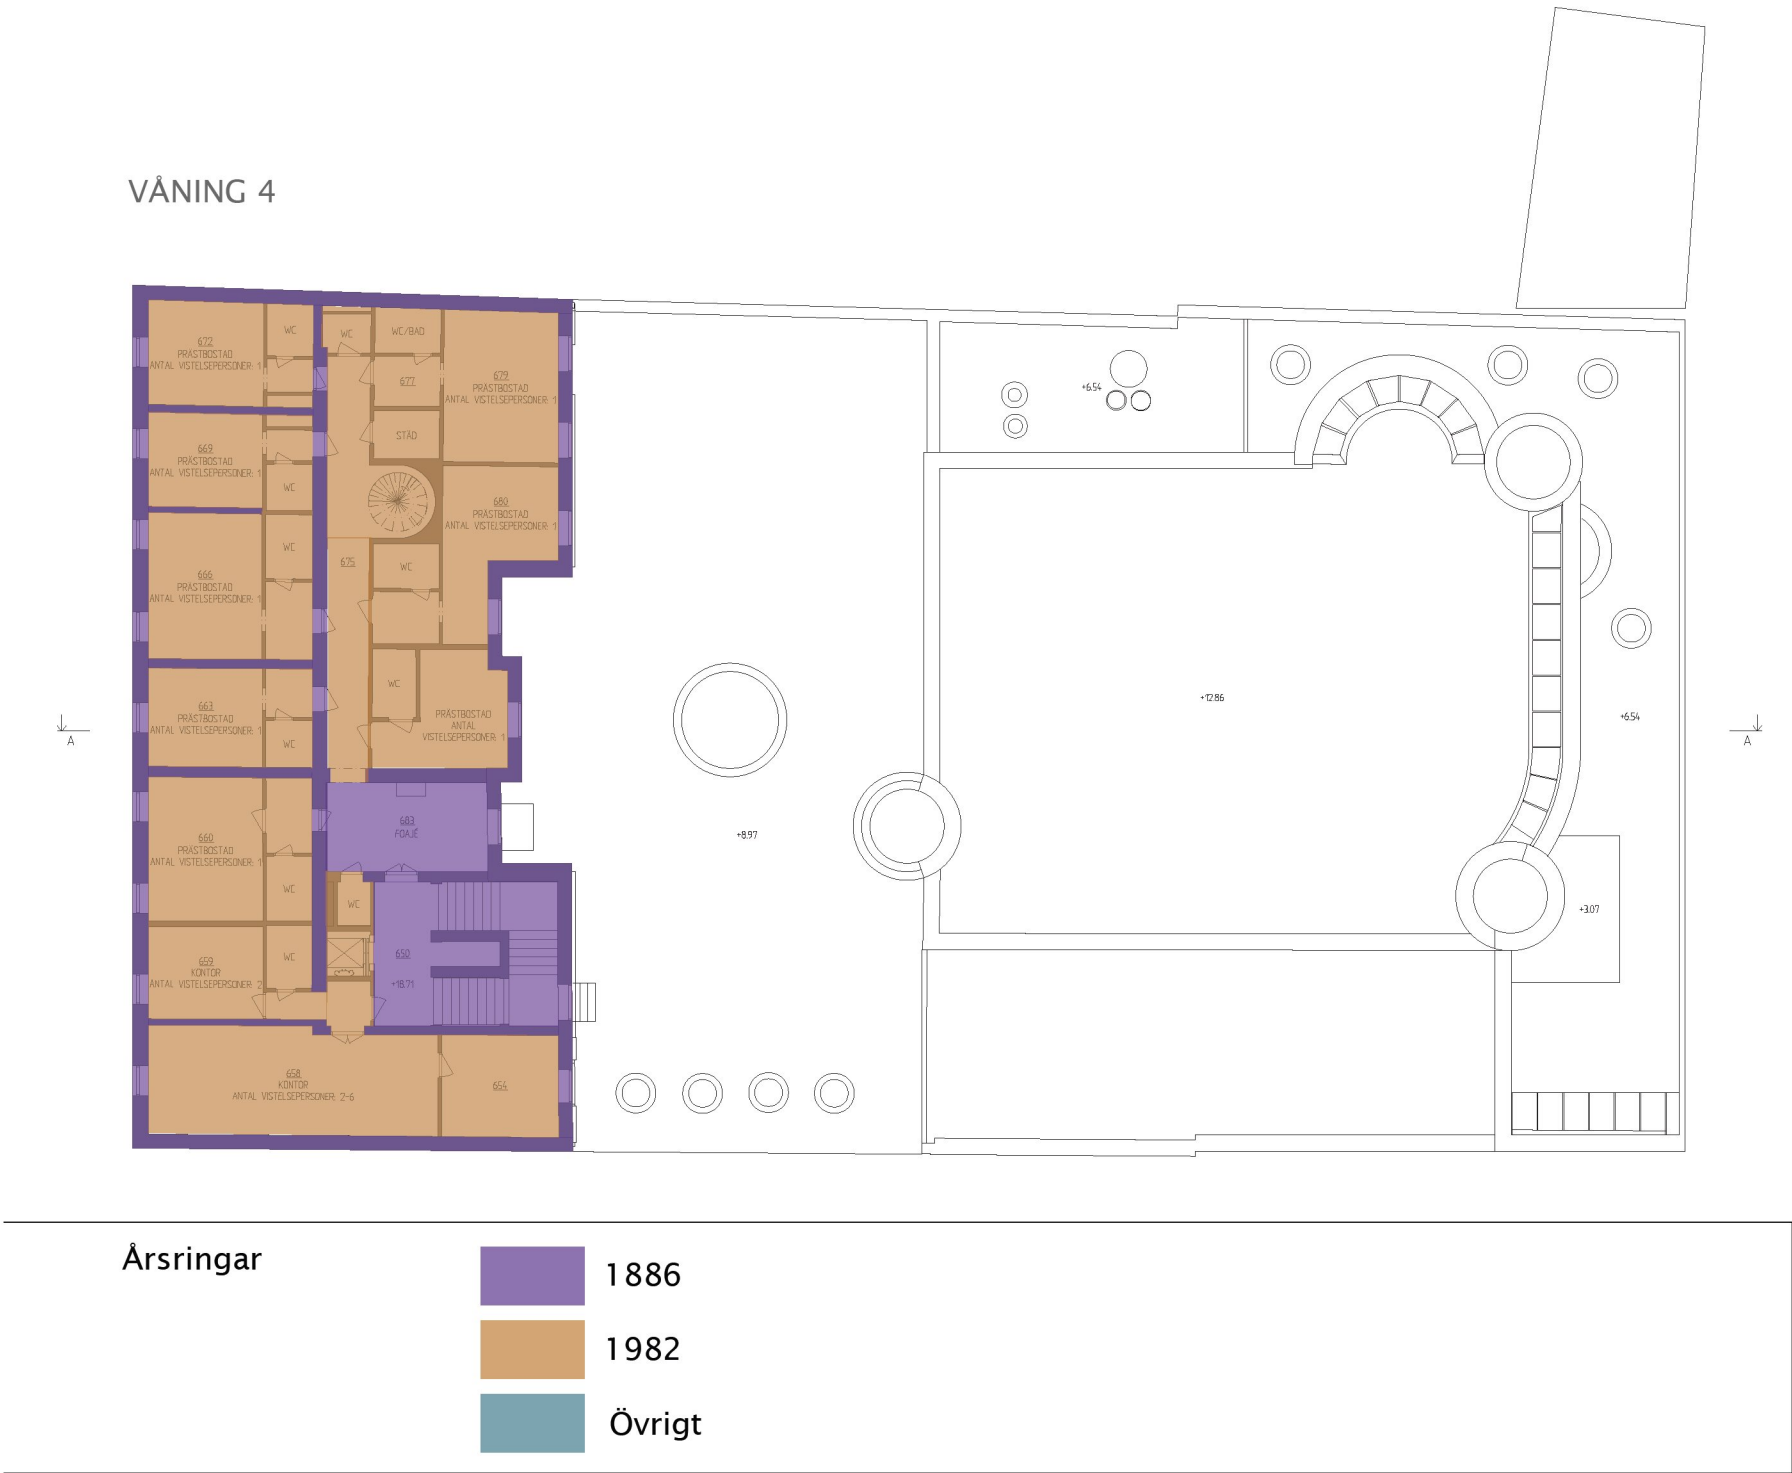 VÅNING 4
672
PRÄSTBOSTAD
ANTAL VISTELSEPERSONER: 1
WC
WC
WC/BAD
677
679
PRÄSTBOSTAD
ANTAL VISTELSEPERSONER: 1
STÄD
669
PRÄSTBOSTAD
ANTAL VISTELSEPERSONER: 1
WC
680
PRÄSTBOSTAD
ANTAL VISTELSEPERSONER: 1
666
PRÄSTBOSTAD
ANTAL VISTELSEPERSONER: 1
WC
675
WC
663
PRÄSTBOSTAD
ANTAL VISTELSEPERSONER: 1
WC
WC
PRÄSTBOSTAD
ANTAL
VISTELSEPERSONER: 1
660
PRÄSTBOSTAD
ANTAL VISTELSEPERSONER: 1
WC
683
FOAJÉ
WC
659
KONTOR
ANTAL VISTELSEPERSONER: 2
WC
650
+18.71
658
KONTOR
ANTAL VISTELSEPERSONER: 2-6
654
+6.54
+12.86
+6.54
+8.97
+3.07
A
A
Årsringar
1886
1982
Övrigt